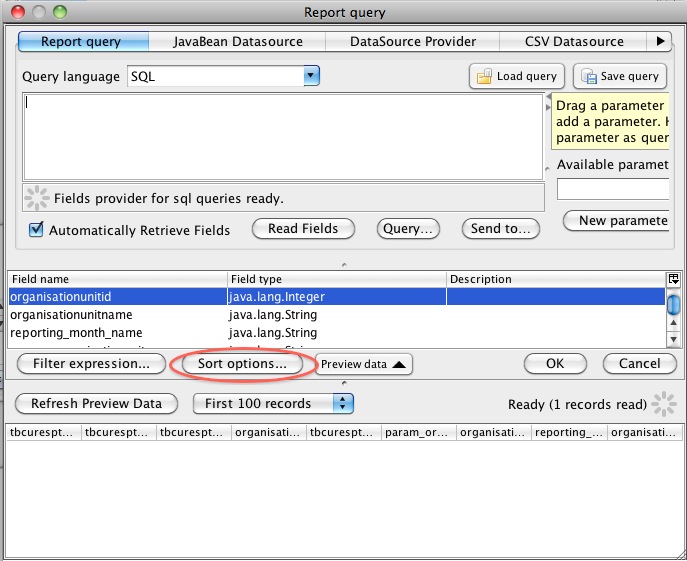 Report query
Report query JavaBean Datasource DataSource Provider CSV Datasource
Query language SQL Load query Save query
Drag a parameter
add a parameter. H
parameter as quer
Available paramet
Fields provider for sql queries ready.
New paramete
Automatically Retrieve Fields Read Fields Query... Send to...
Field name Field type Description
organisationunitid java.lang.Integer
organisationunitname java.lang.String
reporting_month_name java.lang.String
Filter expression... Sort options... Preview data OK Cancel
Refresh Preview Data First 100 records Ready (1 records read)
tbcurespt... tbcurespt... tbcurespt... organisati... tbcurespt... param_or... organisati... reporting_... organisati...